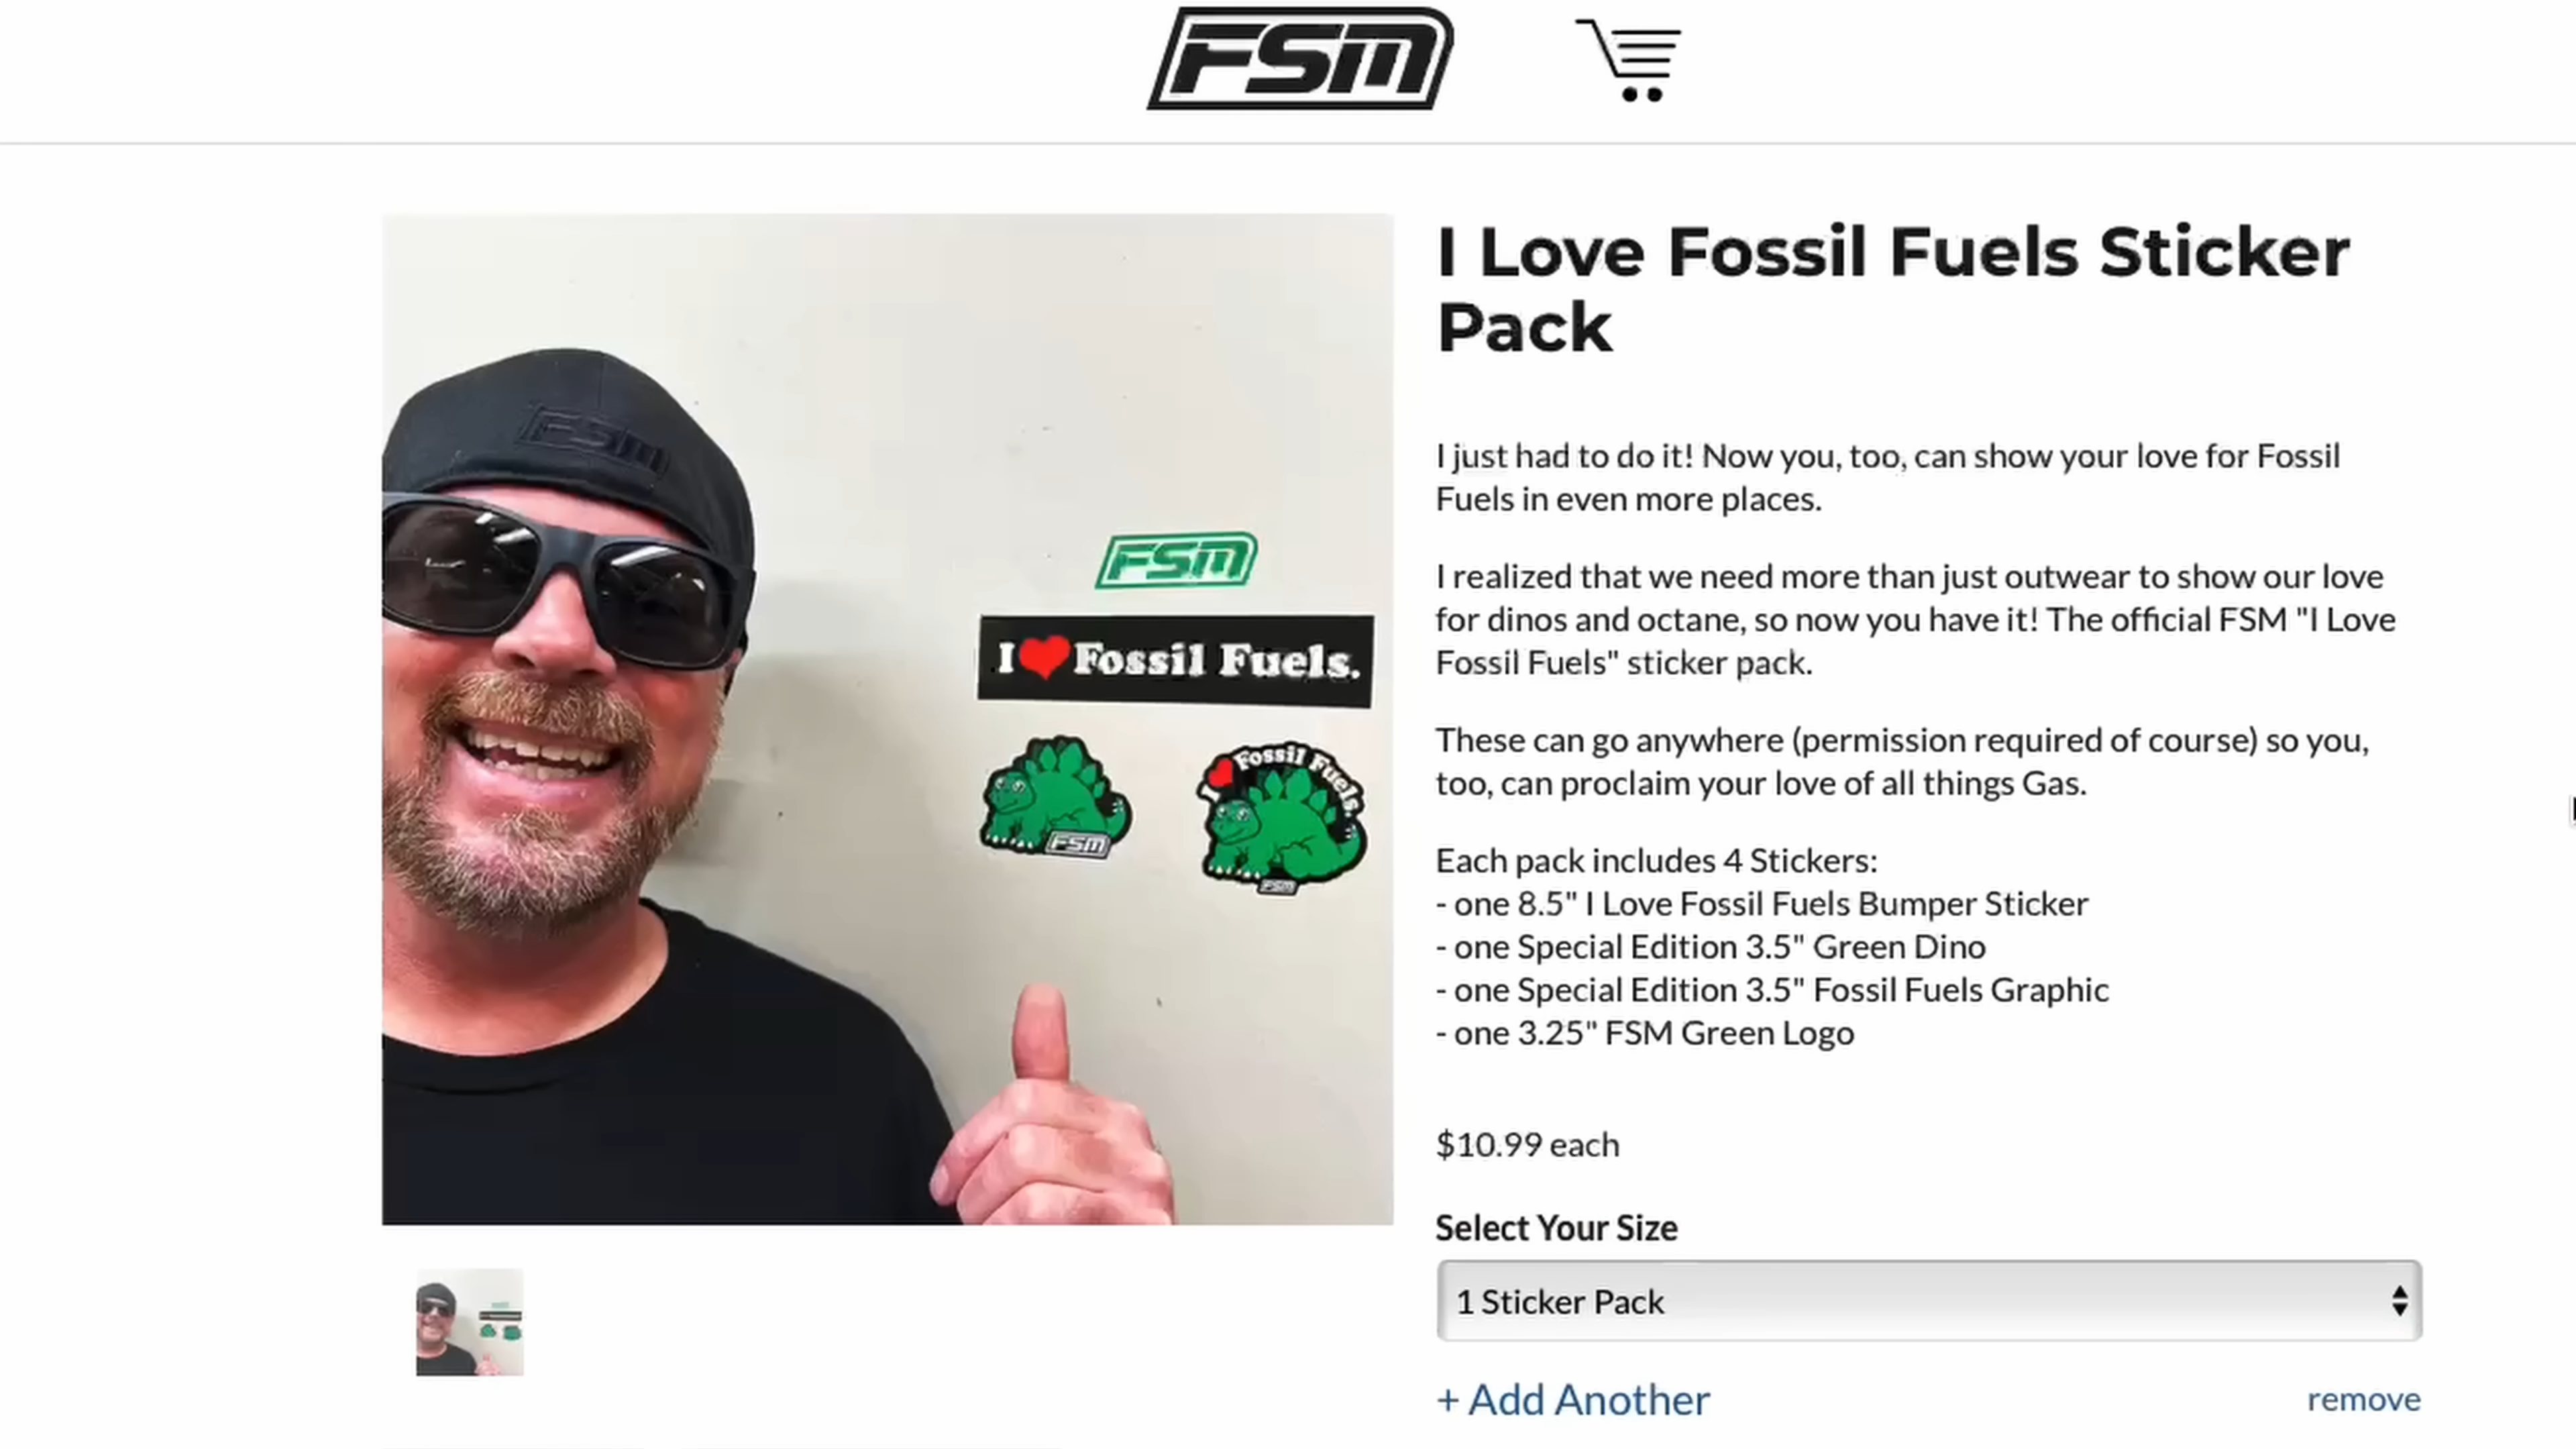 FSM
I Love Fossil Fuels Sticker
Pack
FSM
FSM
I Fossil Fuels.
I Fossil Fuels.
FSM
FSM
I just had to do it! Now you, too, can show your love for Fossil
Fuels in even more places.
I realized that we need more than just outwear to show our love
for dinos and octane, so now you have it! The official FSM "I Love
Fossil Fuels" sticker pack.
These can go anywhere (permission required of course) so you,
too, can proclaim your love of all things Gas.
Each pack includes 4 Stickers:
- one 8.5" I Love Fossil Fuels Bumper Sticker
- one Special Edition 3.5" Green Dino
- one Special Edition 3.5" Fossil Fuels Graphic
- one 3.25" FSM Green Logo
$10.99 each
Select Your Size
1 Sticker Pack
+ Add Another
remove